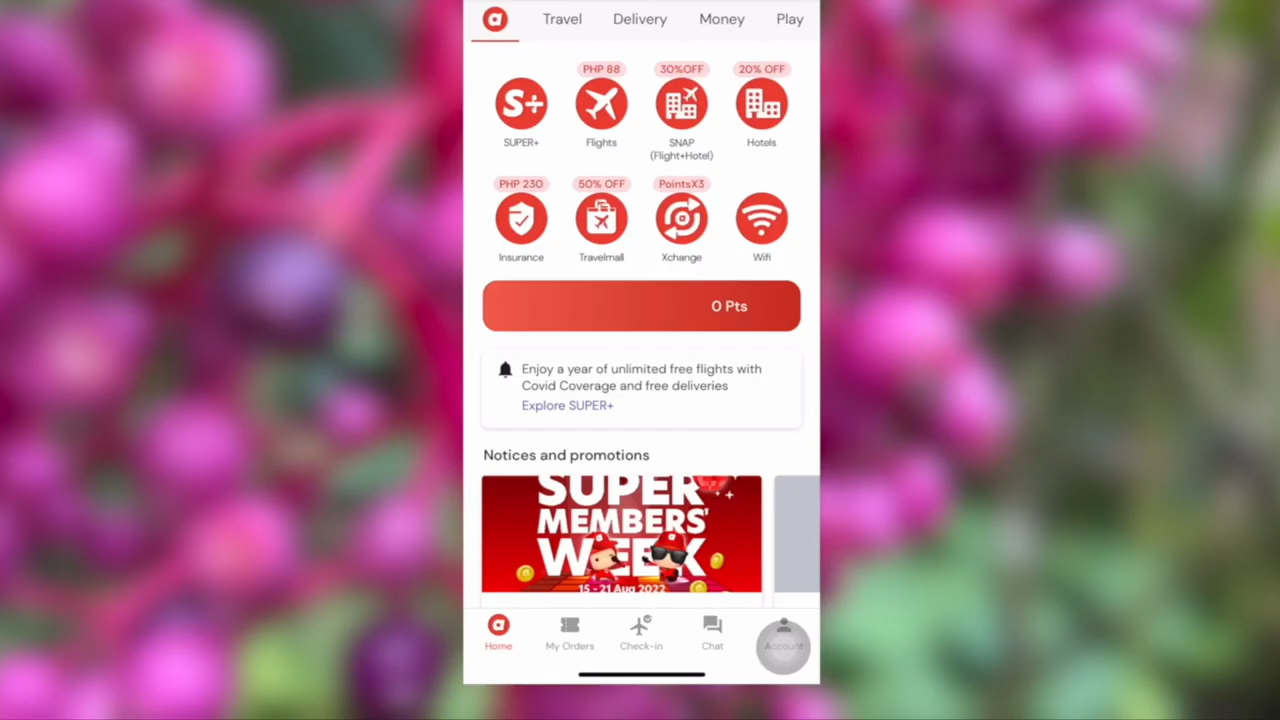 a Travel Delivery Money Play
PHP 88 30%OFF 20% OFF
S+
SUPER+ Flights SNAP (Flight+Hotel) Hotels
PHP 230 50% OFF PointsX3
Insurance Travelmall Xchange Wifi
0 Pts
Enjoy a year of unlimited free flights with
Covid Coverage and free deliveries
Explore SUPER+
Notices and promotions
SUPER
MEMBERS'
WEEK
15 - 21 Aug 2022
a
Home My Orders Check-in Chat Account